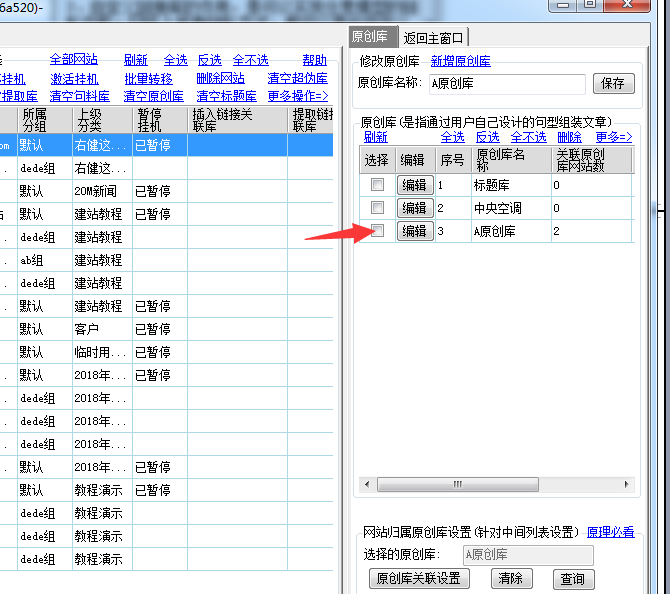 6a520)-
全部网站 刷新 全选 反选 全不选 帮助
挂机 激活挂机 批量转移 删除网站 清空超伪库
提取库 清空句料库 清空原创库 清空标题库 更多操作=>
所属分组 上级分类 暂停挂机 插入链接关联库 提取链接联库
om 默认 右健这... 已暂停
. dede组 右健这...
默认 20M新闻 已暂停
默认 建站教程 已暂停
. dede组 建站教程
. ab组 建站教程
. dede组 建站教程
默认 建站教程 已暂停
默认 客户 已暂停
默认 临时用... 已暂停
. 默认 2018年... 已暂停
dede组 2018年...
dede组 2018年...
dede组 2018年...
默认 2018年... 已暂停
默认 教程演示 已暂停
dede组 教程演示
dede组 教程演示
dede组 教程演示
原创库 返回主窗口
修改原创库 新增原创库
原创库名称: A原创库 保存
原创库(是指通过用户自己设计的句型组装文章)
刷新 全选 反选 全不选 删除 更多=>
选择 编辑 序号 原创库名称 关联原创库网站数
编辑 1 标题库 0
编辑 2 中央空调 0
编辑 3 A原创库 2
网站归属原创库设置(针对中间列表设置) 原理必看
选择的原创库: A原创库
原创库关联设置 清除 查询